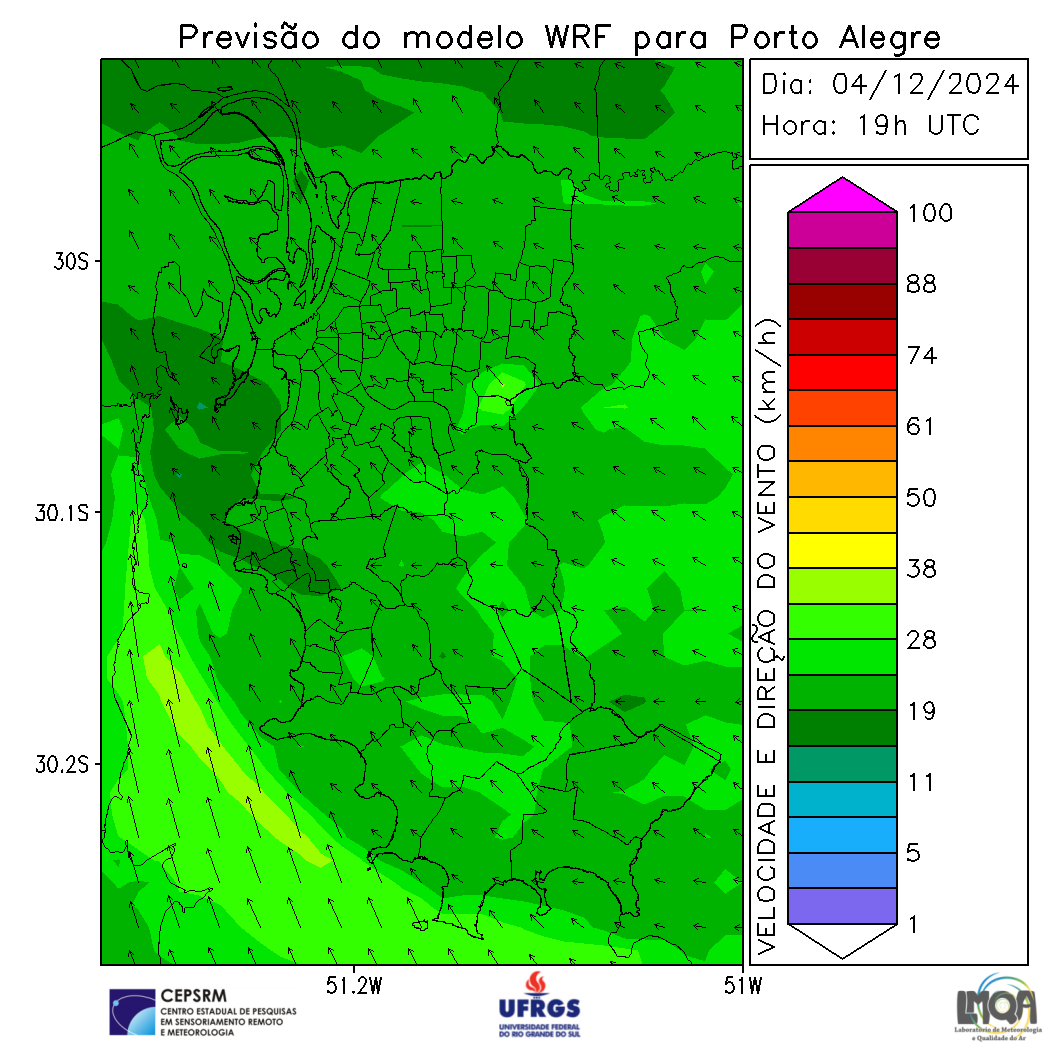 Previsão do modelo WRF para Porto Alegre
Dia: 04/12/2024
Hora: 19h UTC
30S
30.1S
30.2S
51.2W
51W
VELOCIDADE E DIREÇÃO DO VENTO (km/h)
100
88
74
61
50
38
28
19
11
5
1
CEPSRM
CENTRO ESTADUAL DE PESQUISAS
EM SENSORIAMENTO REMOTO
E METEOROLOGIA
UFRGS
UNIVERSIDADE FEDERAL
DO RIO GRANDE DO SUL
LMQA
Laboratório de Meteorologia
e Qualidade do Ar